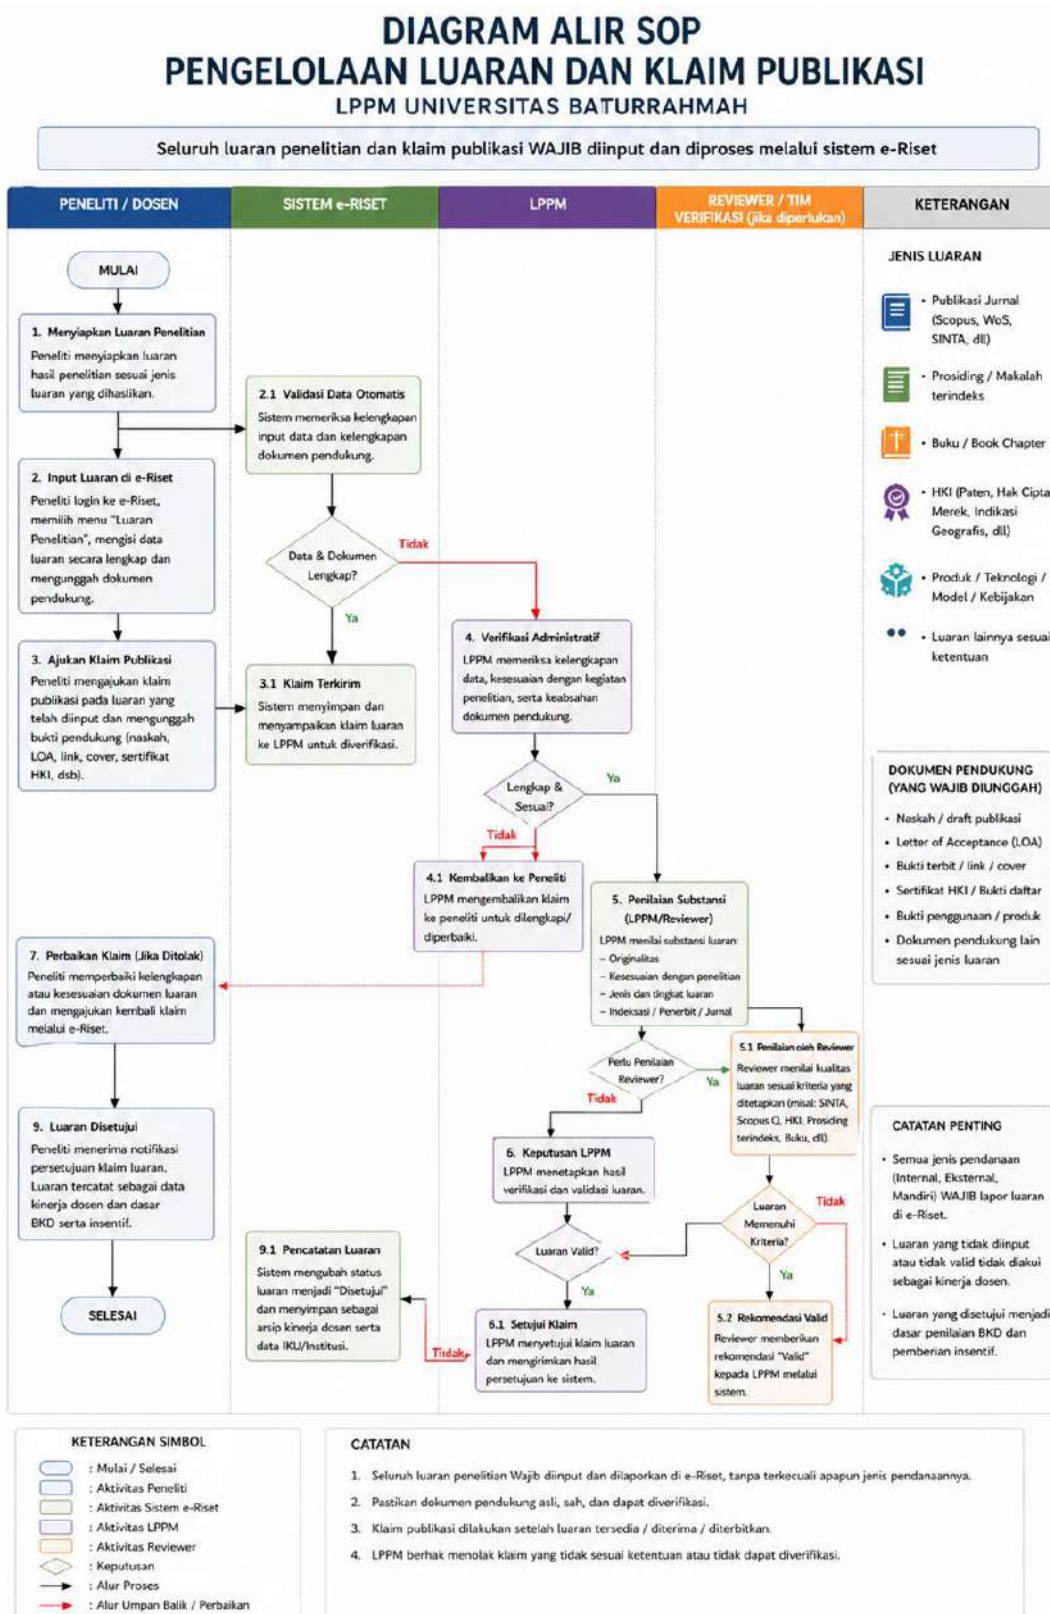 DIAGRAM ALIR SOP
PENGELOLAAN LUARAN DAN KLAIM PUBLIKASI
LPPM UNIVERSITAS BATURRAHMAH
Seluruh luaran penelitian dan klaim publikasi WAJIB diinput dan diproses melalui sistem e-Riset
PENELITI / DOSEN
SISTEM e-RISET
LPPM
REVIEWER / TIM
VERIFIKASI (jika diperlukan)
KETERANGAN
MULAI
1. Menyiapkan Luaran Penelitian
Peneliti menyiapkan luaran
hasil penelitian sesuai jenis
luaran yang dihaslikan.
2. Input Luaran di e-Riset
Peneliti login ke e-Riset,
memilih menu "Luaran
Penelitian", mengisi data
luaran secara lengkap dan
mengunggah dokumen
pendukung.
3. Ajukan Klaim Publikasi
Peneliti mengajukan klaim
publikasi pada luaran yang
telah diinput dan mengunggah
bukti pendukung (naskah,
LOA, link, cover, sertifikat
HKI, dsb).
7. Perbaikan Klaim (Jika Ditolak)
Peneliti memperbaiki kelengkapan
atau kesesuaian dokumen luaran
dan mengajukan kembali klaim
melalui e-Riset.
9. Luaran Disetujui
Peneliti menerima notifikasi
persetujuan klaim luaran.
Luaran tercatat sebagai data
kinerja dosen dan dasar
BKD serta insentif.
SELESAI
2.1 Validasi Data Otomatis
Sistem memeriksa kelengkapan
input data dan kelengkapan
dokumen pendukung.
Data & Dokumen
Lengkap?
Tidak
Ya
3.1 Klaim Terkirim
Sistem menyimpan dan
menyampaikan klaim luaran
ke LPPM untuk diverifikasi.
9.1 Pencatatan Luaran
Sistem mengubah status
luaran menjadi "Disetujui"
dan menyimpan sebagai
arsip kinerja dosen serta
data IKU/Institusi.
4. Verifikasi Administratif
LPPM memeriksa kelengkapan
data, kesesuaian dengan kegiatan
penelitian, serta keabsahan
dokumen pendukung.
Lengkap &
Sesuai?
Ya
Tidak
4.1 Kembalikan ke Peneliti
LPPM mengembalikan klaim
ke peneliti untuk dilengkapi/
diperbaiki.
5. Penilaian Substansi
(LPPM/Reviewer)
LPPM menilai substansi luaran:
– Originalitas
– Kesesuaian dengan penelitian
– Jenis dan tingkat luaran
– Indeksasi / Penerbit / Jurnal
Perlu Penilaian
Reviewer?
Ya
Tidak
5.1 Penilaian oleh Reviewer
Reviewer menilai kualitas
luaran sesuai kriteria yang
ditetapkan (misal: SINTA,
Scopus Q, HKI, Prosiding
terindeks, Buku, dll).
6. Keputusan LPPM
LPPM menetapkan hasil
verifikasi dan validasi luaran.
Luaran Valid?
Ya
Luaran
Memenuhi
Kriteria?
Tidak
Ya
6.1 Setujui Klaim
LPPM menyetujui klaim luaran
dan mengirimkan hasil
persetujuan ke sistem.
5.2 Rekomendasi Valid
Reviewer memberikan
rekomendasi "Valid"
kepada LPPM melalui
sistem.
JENIS LUARAN
• Publikasi Jurnal
(Scopus, WoS,
SINTA, dll)
• Prosiding / Makalah
terindeks
• Buku / Book Chapter
• HKI (Paten, Hak Cipta
Merek, Indikasi
Geografis, dll)
• Produk / Teknologi /
Model / Kebijakan
• Luaran lainnya sesuai
ketentuan
DOKUMEN PENDUKUNG
(YANG WAJIB DIUNGGAH)
• Naskah / draft publikasi
• Letter of Acceptance (LOA)
• Bukti terbit / link / cover
• Sertifikat HKI / Bukti daftar
• Bukti penggunaan / produk
• Dokumen pendukung lain
sesuai jenis luaran
CATATAN PENTING
• Semua jenis pendanaan
(Internal, Eksternal,
Mandiri) WAJIB lapor luaran
di e-Riset.
• Luaran yang tidak diinput
atau tidak valid tidak diakui
sebagai kinerja dosen.
• Luaran yang disetujui menjadi
dasar penilaian BKD dan
pemberian insentif.
KETERANGAN SIMBOL
: Mulai / Selesai
: Aktivitas Peneliti
: Aktivitas Sistem e-Riset
: Aktivitas LPPM
: Aktivitas Reviewer
: Keputusan
: Alur Proses
: Alur Umpan Balik / Perbaikan
CATATAN
1. Seluruh luaran penelitian Wajib diinput dan dilaporkan di e-Riset, tanpa terkecuali apapun jenis pendanaannya.
2. Pastikan dokumen pendukung asli, sah, dan dapat diverifikasi.
3. Klaim publikasi dilakukan setelah luaran tersedia / diterima / diterbitkan.
4. LPPM berhak menolak klaim yang tidak sesuai ketentuan atau tidak dapat diverifikasi.